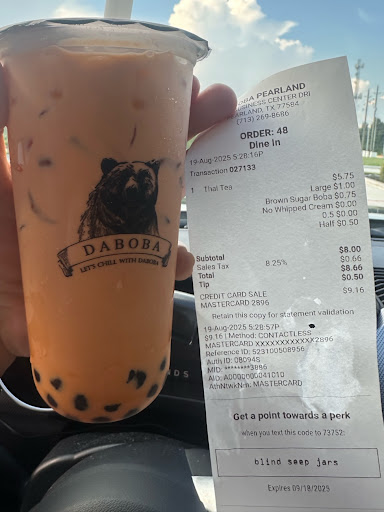 DABOBA
LET'S CHILL WITH DABOBA
PEARLAND
BUSINESS CENTER DR
PEARLAND, TX 77584
(713) 269-8686
ORDER: 48
Dine In
19-Aug-2025 5:28:16P
Transaction 027133
1 Thai Tea $5.75
Large $1.00
Brown Sugar Boba $0.75
No Whipped Cream $0.00
0.5 $0.00
Half $0.50
Subtotal $8.00
Sales Tax 8.25% $0.66
Total $8.66
Tip $0.50
CREDIT CARD SALE $9.16
MASTERCARD 2896
Retain this copy for statement validation
19-Aug-2025 5:28:57P
$9.16 | Method: CONTACTLESS
MASTERCARD XXXXXXXXXXXX2896
Reference ID: 523100508956
Auth ID: 08094S
MID: ********3886
AID: A0000000041010
AthNtwkNm: MASTERCARD
Get a point towards a perk
when you text this code to 73752:
blind seep jars
Expires 09/18/2025